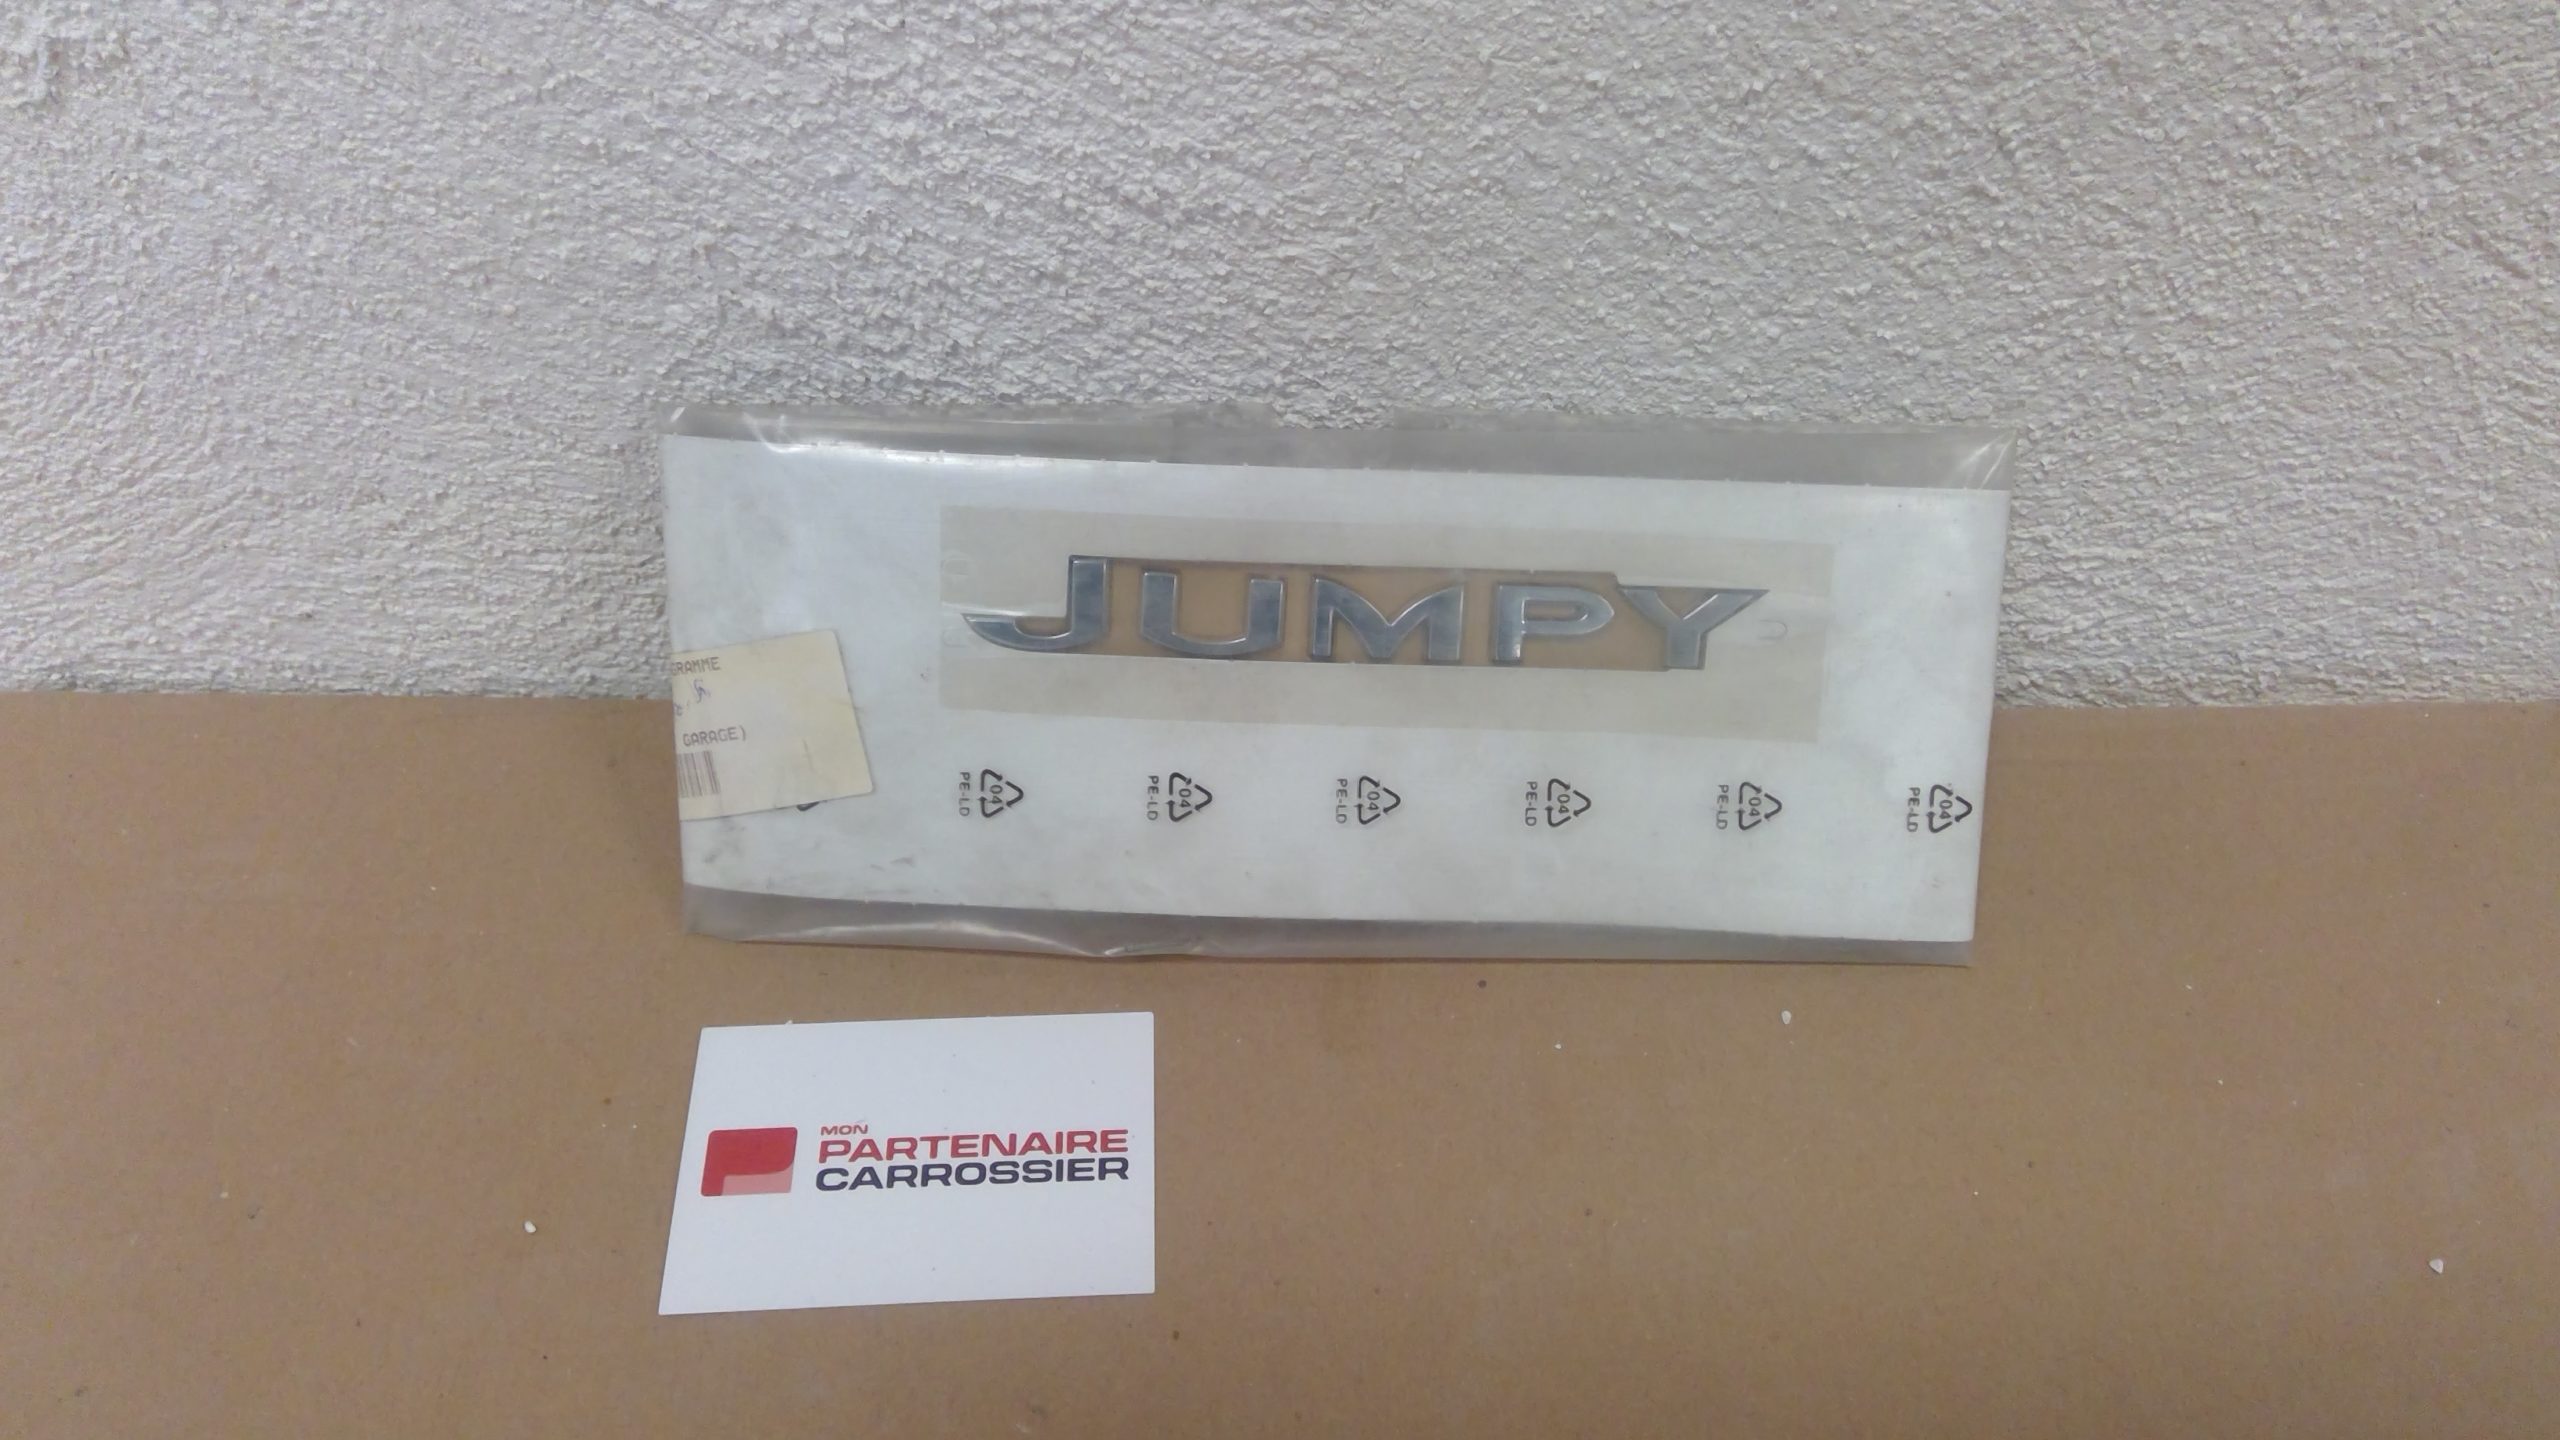 JUMPY
GRAMME
GARAGE)
04 04 04 04 04 04
PE-LD PE-LD PE-LD PE-LD PE-LD PE-LD
MON
PARTENAIRE
CARROSSIER